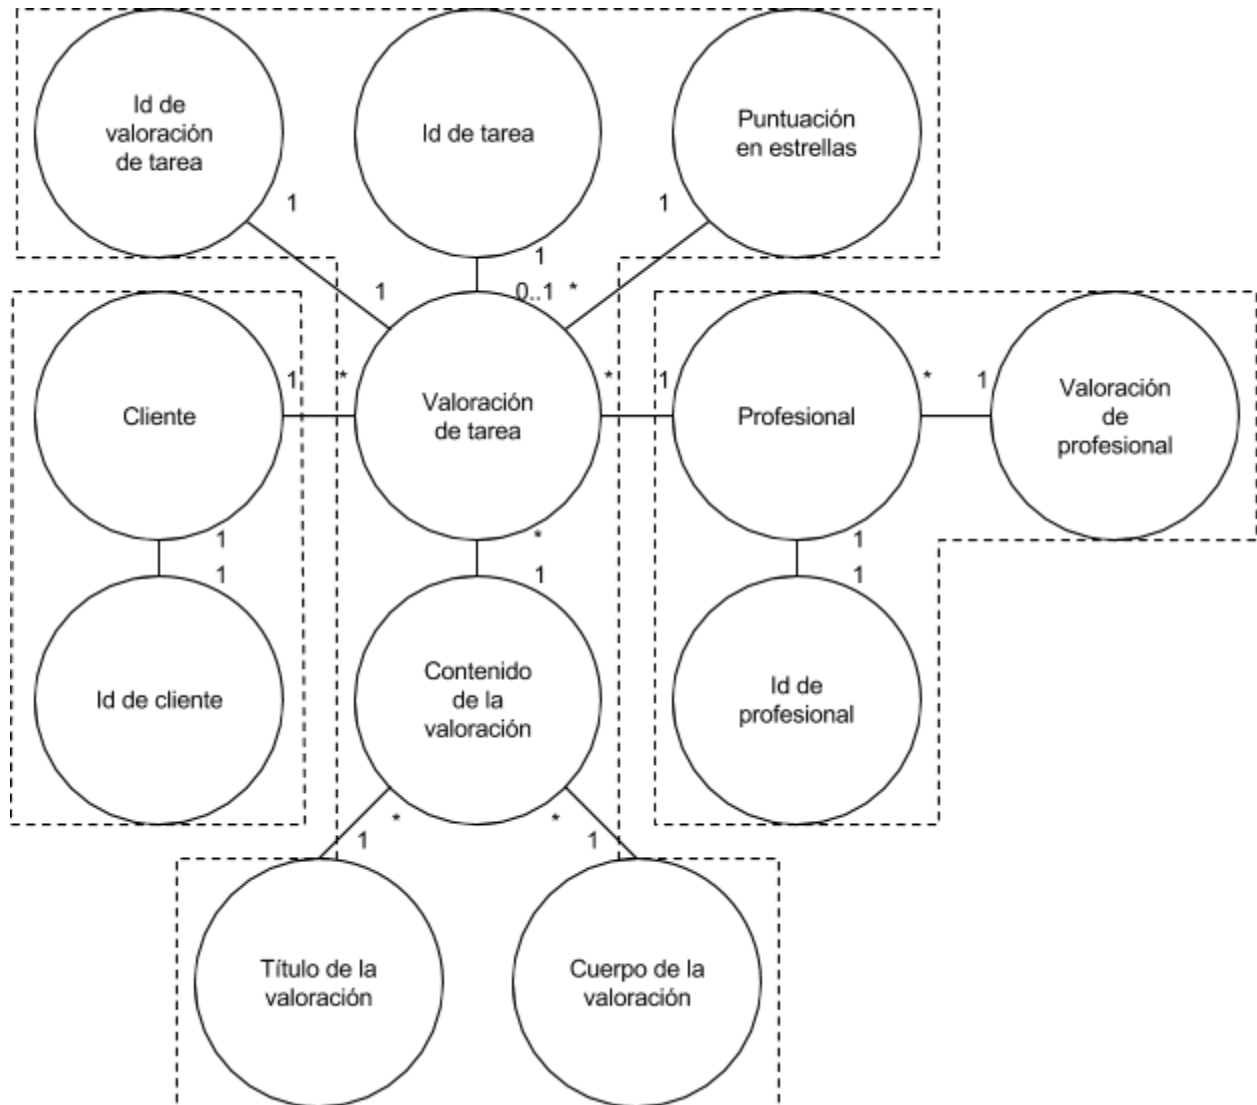 Id de
valoración
de tarea
Id de tarea
Puntuación
en estrellas
1
1
1
1
0..1
*
Cliente
1
*
Valoración
de tarea
*
1
Profesional
*
1
Valoración
de
profesional
1
1
*
1
1
1
Id de cliente
Contenido
de la
valoración
Id de
profesional
*
1
*
1
Título de la
valoración
Cuerpo de la
valoración